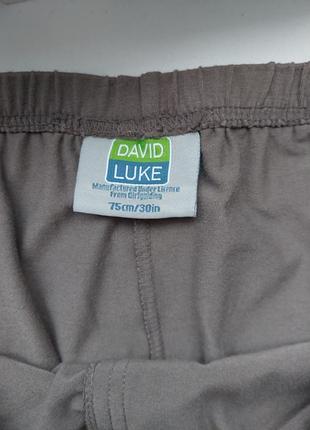 DAVID
LUKE
Manufactured Under Licence
From Girlguiding
75cm/30in